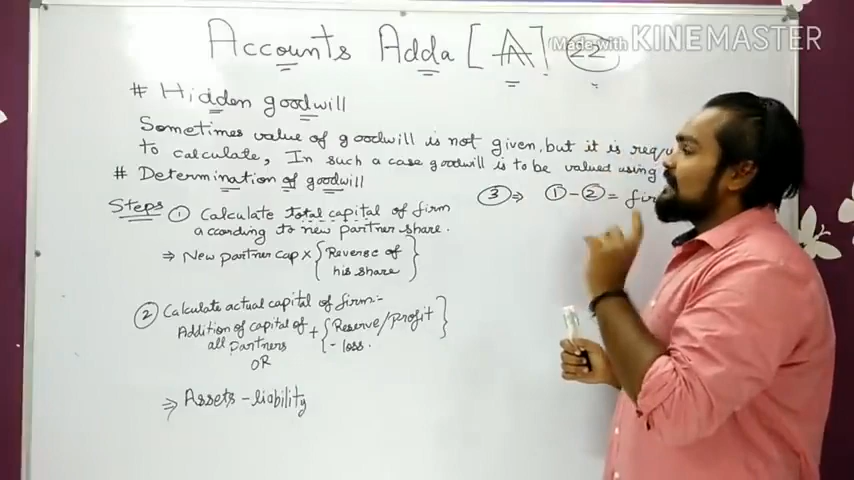 Accounts Adda [AA] 22
Made with KINEMASTER
# Hidden goodwill
Sometimes value of goodwill is not given, but it is requ
to calculate, In such a case goodwill is to be valued using
# Determination of goodwill
Steps ① Calculate total capital of firm
acording to new partner share.
⇒ New partner cap × { Reverse of
his share }
② Calculate actual capital of firm:-
Addition of capital of all partners + { Reserve/Profit
- loss. }
OR
⇒ Assets - liability
③ ⇒ ① - ② = fir